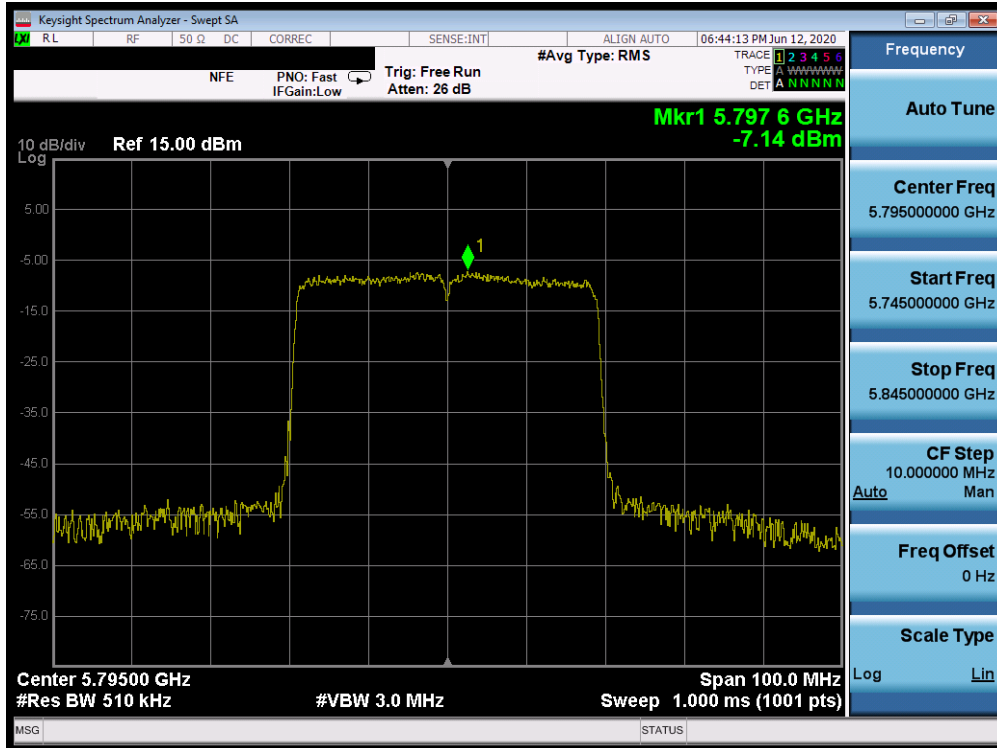 Keysight Spectrum Analyzer - Swept SA
LXI RL RF 50 Ω DC CORREC SENSE:INT ALIGN AUTO 06:44:13 PM Jun 12, 2020
#Avg Type: RMS TRACE 1 2 3 4 5 6
NFE PNO: Fast Trig: Free Run TYPE A WWWWW
IFGain:Low Atten: 26 dB DET A N N N N N
Mkr1 5.797 6 GHz
-7.14 dBm
10 dB/div Ref 15.00 dBm
Log
1
5.00
-5.00
-15.0
-25.0
-35.0
-45.0
-55.0
-65.0
-75.0
Center 5.79500 GHz Span 100.0 MHz
#Res BW 510 kHz #VBW 3.0 MHz Sweep 1.000 ms (1001 pts)
MSG STATUS
Frequency
Auto Tune
Center Freq
5.795000000 GHz
Start Freq
5.745000000 GHz
Stop Freq
5.845000000 GHz
CF Step
10.000000 MHz
Auto Man
Freq Offset
0 Hz
Scale Type
Log Lin